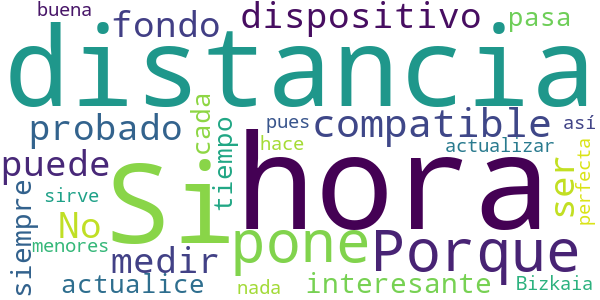 buena
fondo
dispositivo
pasa
distancia
probado
cada
tiempo
pues
compatible
así
hace
actualizar
puede
Si
hora
ser
perfecta
siempre
sirve
No
menores
medir
pone
Porque
actualice
nada
interesante
Bizkaia